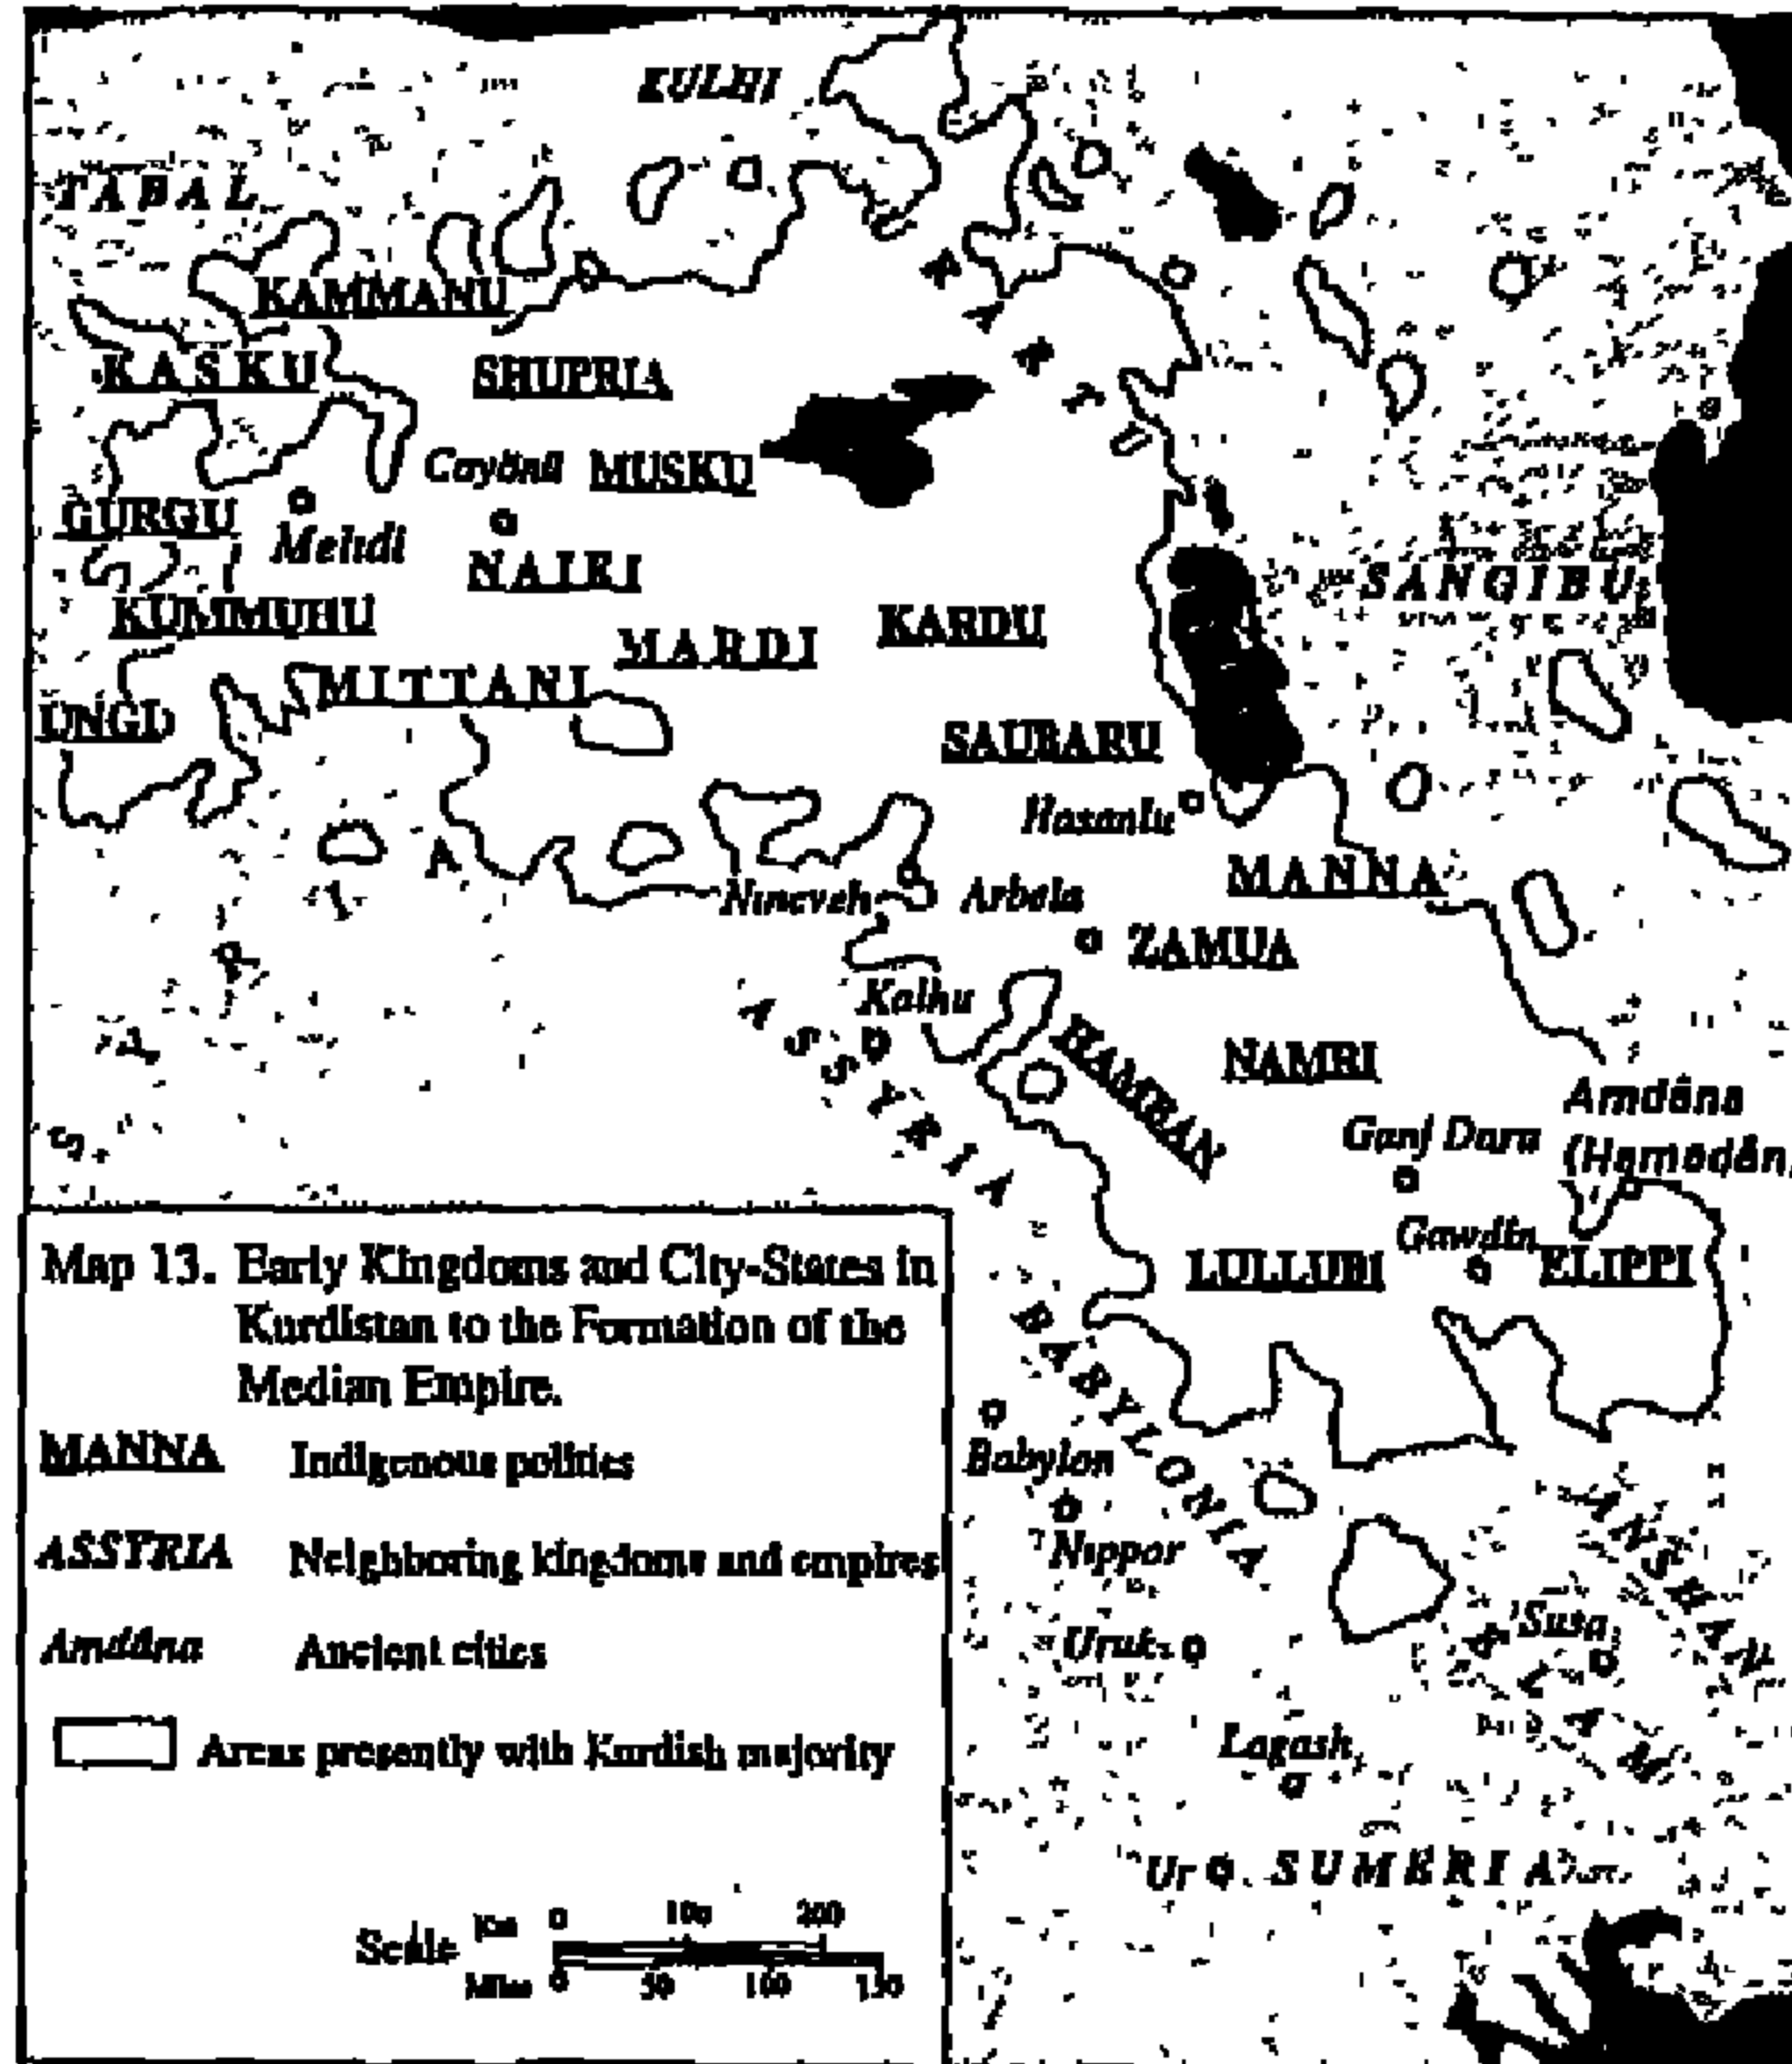 KULHI
TABAL
KAMMANU
KASKU
SHUPRIA
Cayönü MUSKU
GURGU
Mehdi
NAIRI
SANGIBU
KUMMUHU
MARDI
KARDU
MITTANI
UNGI
SAUBARU
Hasanlu
MANNA
Nineveh
Arbela
ZAMUA
Kalhu
ASSYRIA
HAMBAN
NAMRI
Amdâna
(Hamadân)
Ganj Dara
Gawdin
LULLUBI
ELIPPI
BABYLONIA
Babylon
Nippar
ANSHAN
Uruk
Susa
Lagash
Ur
SUMERIA
Map 13. Early Kingdoms and City-States in
Kurdistan to the Formation of the
Median Empire.
MANNA Indigenous polities
ASSYRIA Neighboring kingdoms and empires
Amdâna Ancient cities
Areas presently with Kurdish majority
Scale
Km 0 100 200
Miles 0 50 100 150